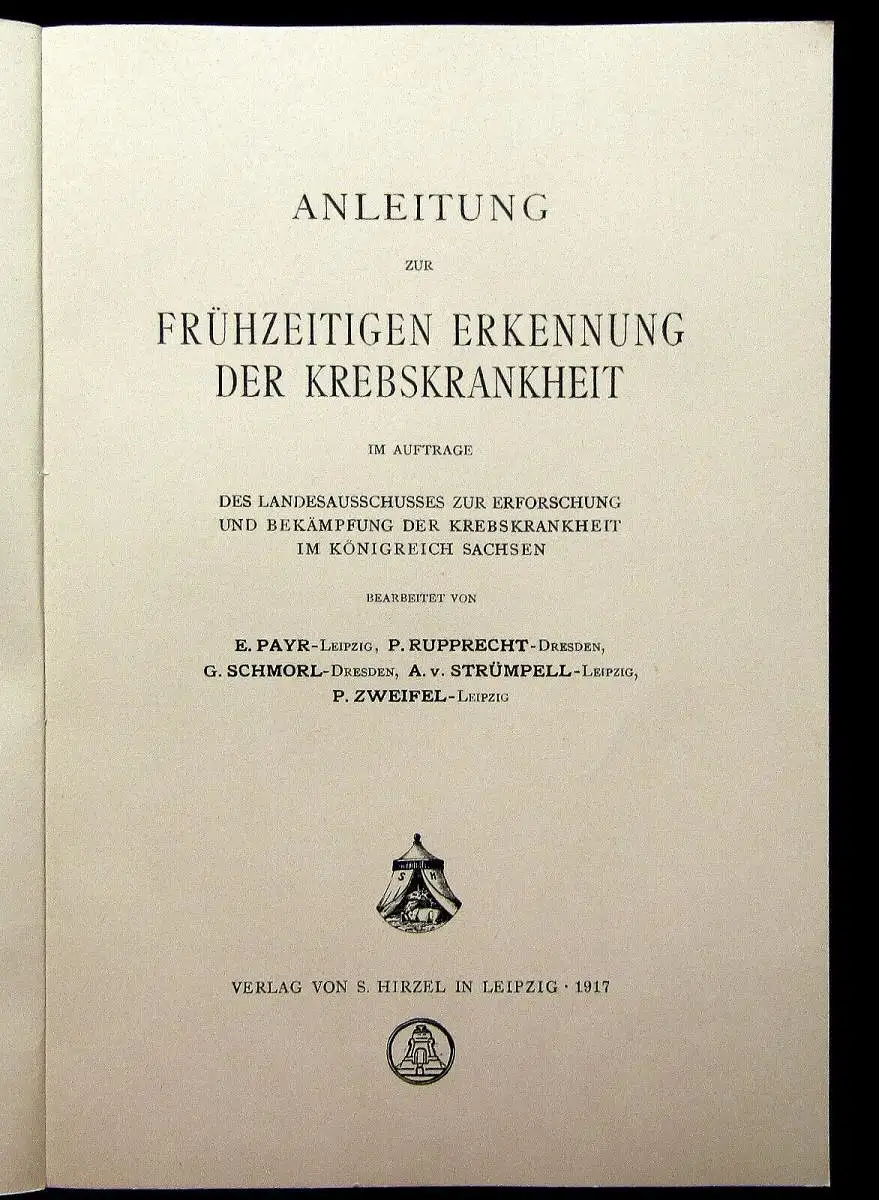 ANLEITUNG
ZUR
FRÜHZEITIGEN ERKENNUNG
DER KREBSKRANKHEIT
IM AUFTRAGE
DES LANDESAUSSCHUSSES ZUR ERFORSCHUNG
UND BEKÄMPFUNG DER KREBSKRANKHEIT
IM KÖNIGREICH SACHSEN
BEARBEITET VON
E. PAYR-LEIPZIG, P. RUPPRECHT-DRESDEN,
G. SCHMORL-DRESDEN, A. v. STRÜMPELL-LEIPZIG,
P. ZWEIFEL-LEIPZIG
S H
VERLAG VON S. HIRZEL IN LEIPZIG · 1917